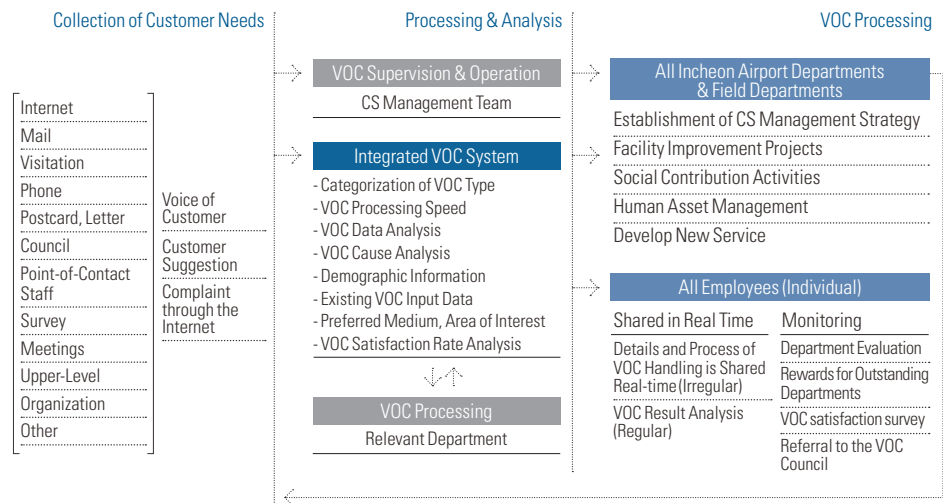 Collection of Customer Needs
Internet
Mail
Visitation
Phone
Postcard, Letter
Council
Point-of-Contact
Staff
Survey
Meetings
Upper-Level
Organization
Other
Voice of
Customer
Customer
Suggestion
Complaint
through the
Internet
Processing & Analysis
VOC Supervision & Operation
CS Management Team
Integrated VOC System
- Categorization of VOC Type
- VOC Processing Speed
- VOC Data Analysis
- VOC Cause Analysis
- Demographic Information
- Existing VOC Input Data
- Preferred Medium, Area of Interest
- VOC Satisfaction Rate Analysis
VOC Processing
Relevant Department
VOC Processing
All Incheon Airport Departments
& Field Departments
Establishment of CS Management Strategy
Facility Improvement Projects
Social Contribution Activities
Human Asset Management
Develop New Service
All Employees (Individual)
Shared in Real Time
Details and Process of
VOC Handling is Shared
Real-time (Irregular)
VOC Result Analysis
(Regular)
Monitoring
Department Evaluation
Rewards for Outstanding
Departments
VOC satisfaction survey
Referral to the VOC
Council